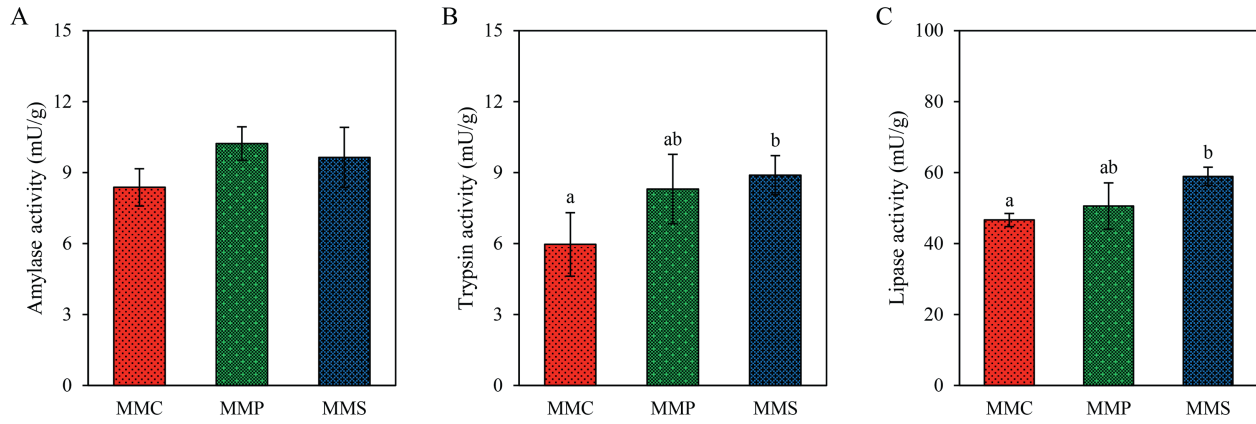 A
Amylase activity (mU/g)
15
12
9
6
3
0
MMC MMP MMS
B
Trypsin activity (mU/g)
15
12
9
6
3
0
a
ab
b
MMC MMP MMS
C
Lipase activity (mU/g)
100
80
60
40
20
0
a
ab
b
MMC MMP MMS